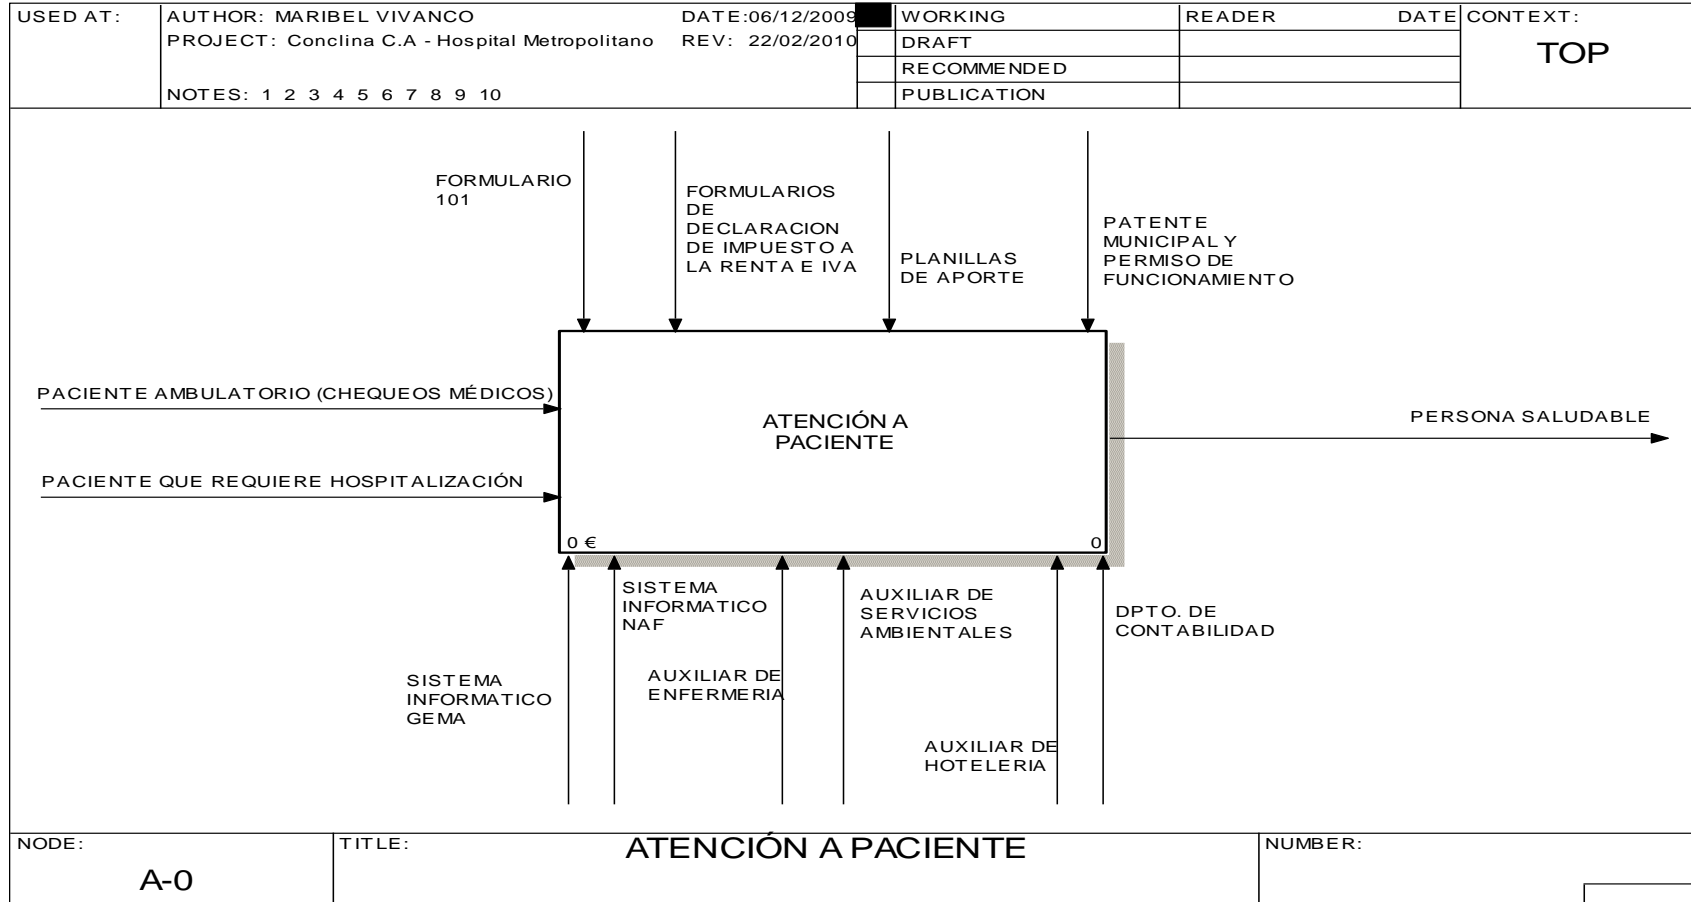 USED AT:
AUTHOR: MARIBEL VIVANCO
DATE:06/12/2009
WORKING
READER
DATE
CONTEXT:
PROJECT: Conclina C.A - Hospital Metropolitano
REV: 22/02/2010
DRAFT
TOP
RECOMMENDED
NOTES: 1 2 3 4 5 6 7 8 9 10
PUBLICATION
FORMULARIO
101
FORMULARIOS
DE
DECLARACION
DE IMPUESTO A
LA RENTA E IVA
PLANILLAS
DE APORTE
PATENTE
MUNICIPAL Y
PERMISO DE
FUNCIONAMIENTO
PACIENTE AMBULATORIO (CHEQUEOS MÉDICOS)
PACIENTE QUE REQUIERE HOSPITALIZACIÓN
ATENCIÓN A
PACIENTE
0 €
0
PERSONA SALUDABLE
SISTEMA
INFORMATICO
GEMA
SISTEMA
INFORMATICO
NAF
AUXILIAR DE
ENFERMERIA
AUXILIAR DE
SERVICIOS
AMBIENTALES
AUXILIAR DE
HOTELERIA
DPTO. DE
CONTABILIDAD
NODE:
A-0
TITLE:
ATENCIÓN A PACIENTE
NUMBER: